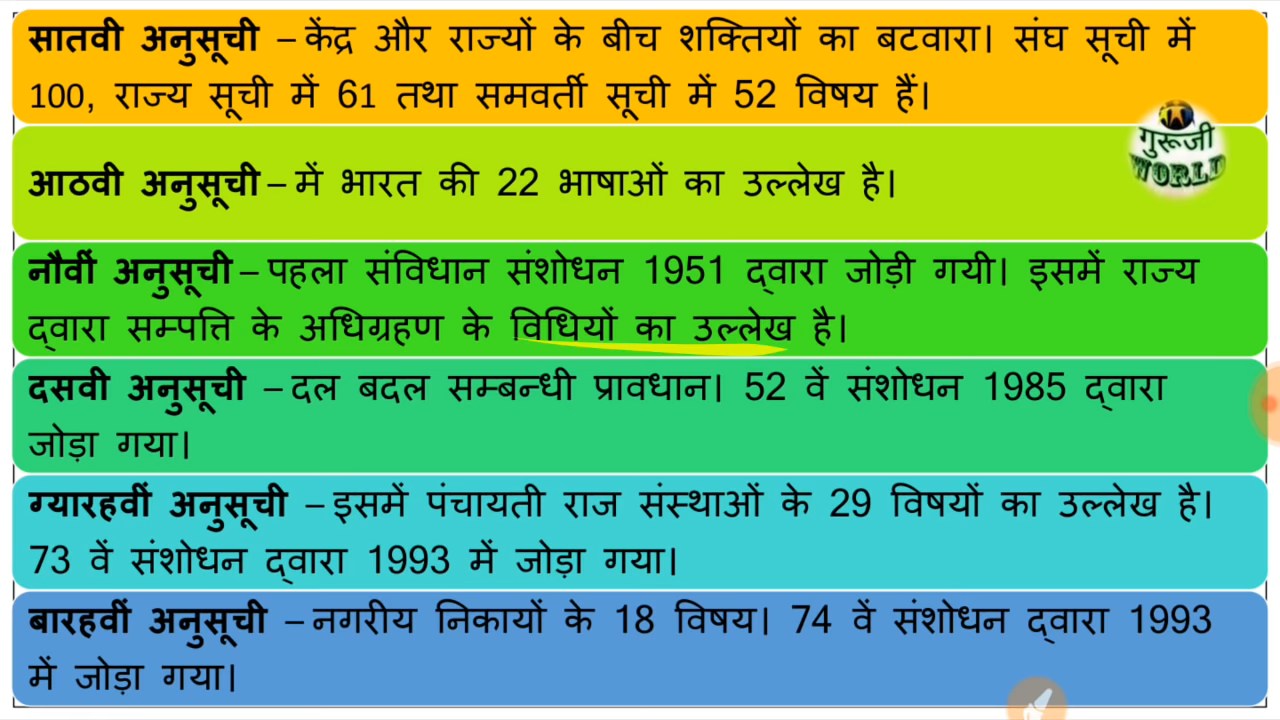 सातवी अनुसूची – केंद्र और राज्यों के बीच शक्तियों का बटवारा। संघ सूची में
100, राज्य सूची में 61 तथा समवर्ती सूची में 52 विषय हैं।
गुरूजी
WORLD
आठवी अनुसूची – में भारत की 22 भाषाओं का उल्लेख है।
नौवीं अनुसूची – पहला संविधान संशोधन 1951 द्वारा जोड़ी गयी। इसमें राज्य
द्वारा सम्पत्ति के अधिग्रहण के विधियों का उल्लेख है।
दसवी अनुसूची – दल बदल सम्बन्धी प्रावधान। 52 वें संशोधन 1985 द्वारा
जोड़ा गया।
ग्यारहवीं अनुसूची – इसमें पंचायती राज संस्थाओं के 29 विषयों का उल्लेख है।
73 वें संशोधन द्वारा 1993 में जोड़ा गया।
बारहवीं अनुसूची – नगरीय निकायों के 18 विषय। 74 वें संशोधन द्वारा 1993
में जोड़ा गया।